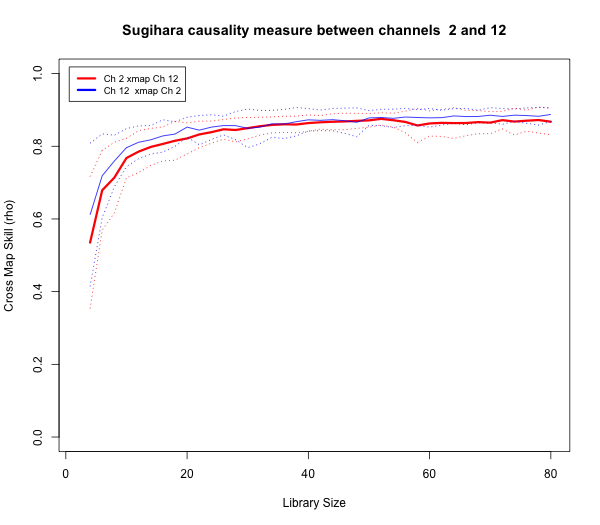 Sugihara causality measure between channels  2 and 12
Ch 2 xmap Ch 12
Ch 12  xmap Ch 2
Cross Map Skill (rho)
1.0
0.8
0.6
0.4
0.2
0.0
0 20 40 60 80
Library Size